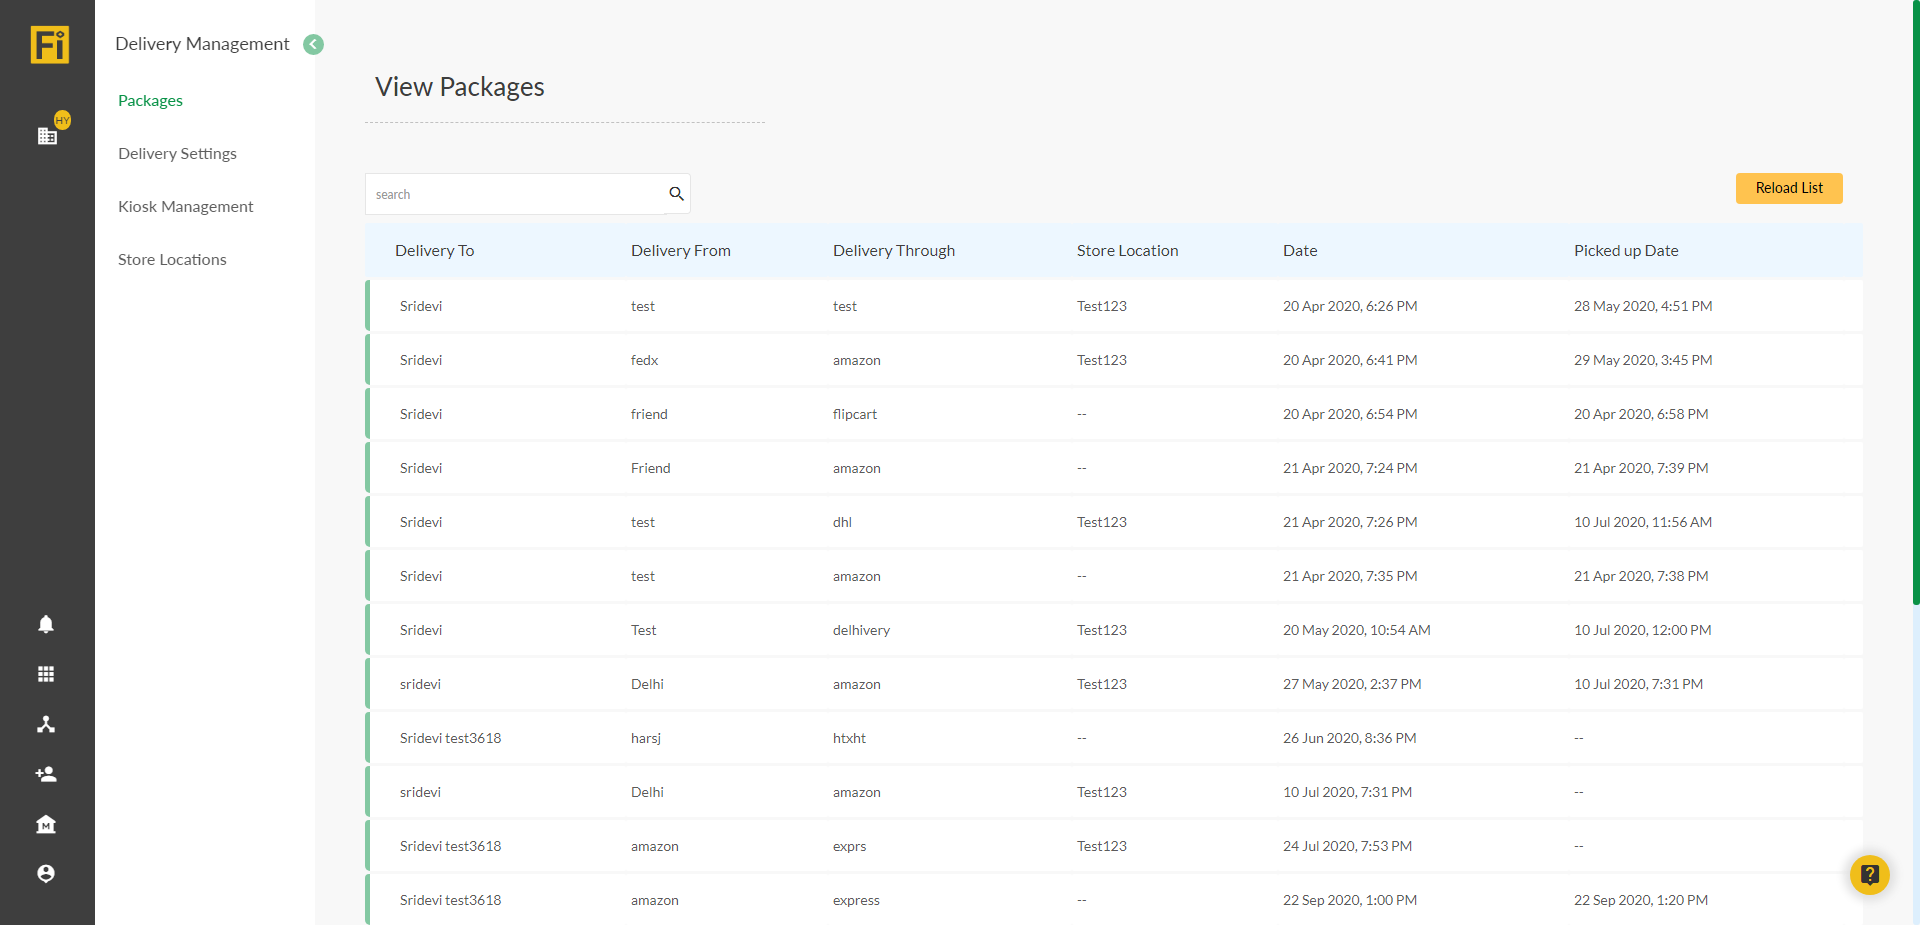 Fi
HY
Delivery Management
Packages
Delivery Settings
Kiosk Management
Store Locations
View Packages
search
Reload List
Delivery To Delivery From Delivery Through Store Location Date Picked up Date
Sridevi test test Test123 20 Apr 2020, 6:26 PM 28 May 2020, 4:51 PM
Sridevi fedx amazon Test123 20 Apr 2020, 6:41 PM 29 May 2020, 3:45 PM
Sridevi friend flipcart -- 20 Apr 2020, 6:54 PM 20 Apr 2020, 6:58 PM
Sridevi Friend amazon -- 21 Apr 2020, 7:24 PM 21 Apr 2020, 7:39 PM
Sridevi test dhl Test123 21 Apr 2020, 7:26 PM 10 Jul 2020, 11:56 AM
Sridevi test amazon -- 21 Apr 2020, 7:35 PM 21 Apr 2020, 7:38 PM
Sridevi Test delhivery Test123 20 May 2020, 10:54 AM 10 Jul 2020, 12:00 PM
sridevi Delhi amazon Test123 27 May 2020, 2:37 PM 10 Jul 2020, 7:31 PM
Sridevi test3618 harsj htxht -- 26 Jun 2020, 8:36 PM --
sridevi Delhi amazon Test123 10 Jul 2020, 7:31 PM --
Sridevi test3618 amazon exprs Test123 24 Jul 2020, 7:53 PM --
Sridevi test3618 amazon express -- 22 Sep 2020, 1:00 PM 22 Sep 2020, 1:20 PM